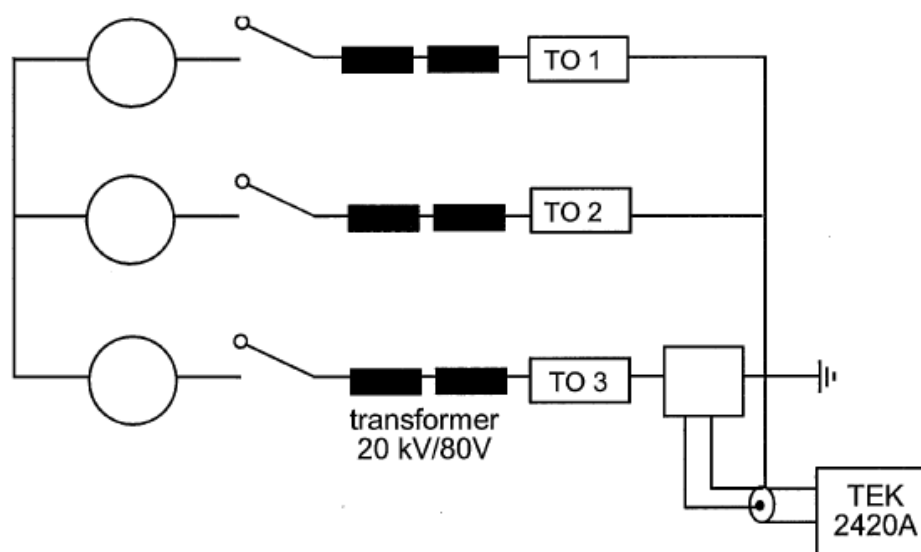 TO 1
TO 2
TO 3
transformer
20 kV/80V
TEK
2420A